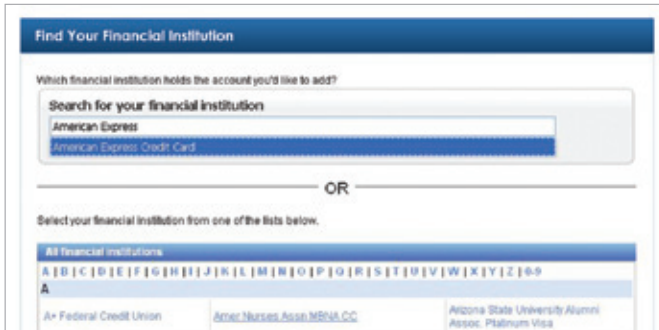 Find Your Financial Institution
Which financial institution holds the account you'd like to add?
Search for your financial institution
American Express
American Express Credit Card
OR
Select your financial institution from one of the lists below.
All financial institutions
A | B | C | D | E | F | G | H | I | J | K | L | M | N | O | P | Q | R | S | T | U | V | W | X | Y | Z | 0-9
A
A+ Federal Credit Union
Amer Nurses Assn MBNA CC
Arizona State University Alumni
Assoc. Platinum Visa